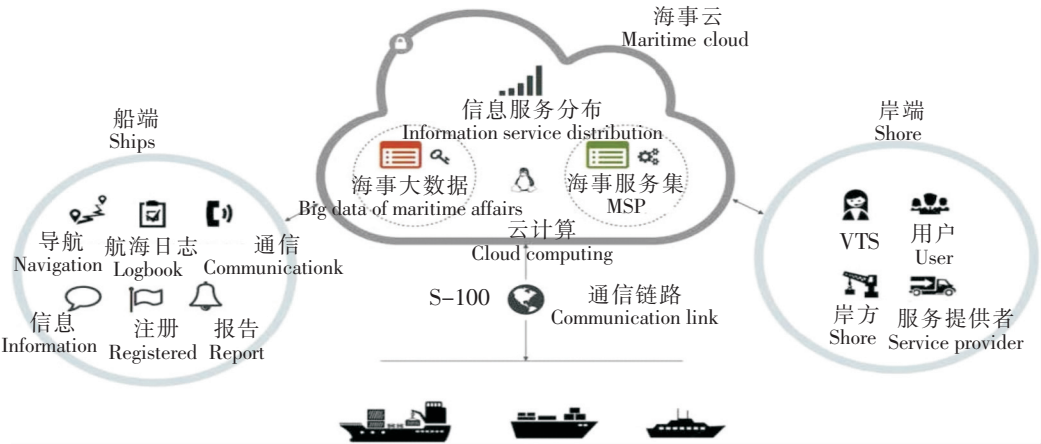 海事云
Maritime cloud
信息服务分布
Information service distribution
海事大数据
Big data of maritime affairs
海事服务集
MSP
云计算
Cloud computing
船端
Ships
导航
Navigation
航海日志
Logbook
通信
Communicationk
信息
Information
注册
Registered
报告
Report
S-100
通信链路
Communication link
岸端
Shore
VTS
用户
User
岸方
Shore
服务提供者
Service provider